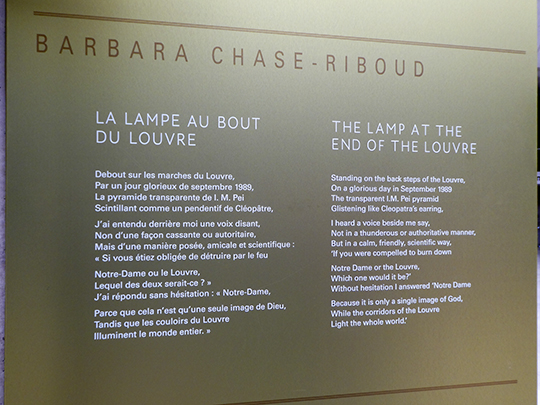 BARBARA CHASE-RIBOUD
LA LAMPE AU BOUT
DU LOUVRE
Debout sur les marches du Louvre,
Par un jour glorieux de septembre 1989,
La pyramide transparente de I. M. Pei
Scintillant comme un pendentif de Cléopâtre,
J'ai entendu derrière moi une voix disant,
Non d'une façon cassante ou autoritaire,
Mais d'une manière posée, amicale et scientifique :
« Si vous étiez obligée de détruire par le feu
Notre-Dame ou le Louvre,
Lequel des deux serait-ce ? »
J'ai répondu sans hésitation : « Notre-Dame,
Parce que cela n'est qu'une seule image de Dieu,
Tandis que les couloirs du Louvre
Illuminent le monde entier. »
THE LAMP AT THE
END OF THE LOUVRE
Standing on the back steps of the Louvre,
On a glorious day in September 1989
The transparent I.M. Pei pyramid
Glistening like Cleopatra's earring,
I heard a voice beside me say,
Not in a thunderous or authoritative manner,
But in a calm, friendly, scientific way,
'If you were compelled to burn down
Notre Dame or the Louvre,
Which one would it be?'
Without hesitation I answered 'Notre Dame
Because it is only a single image of God,
While the corridors of the Louvre
Light the whole world.'